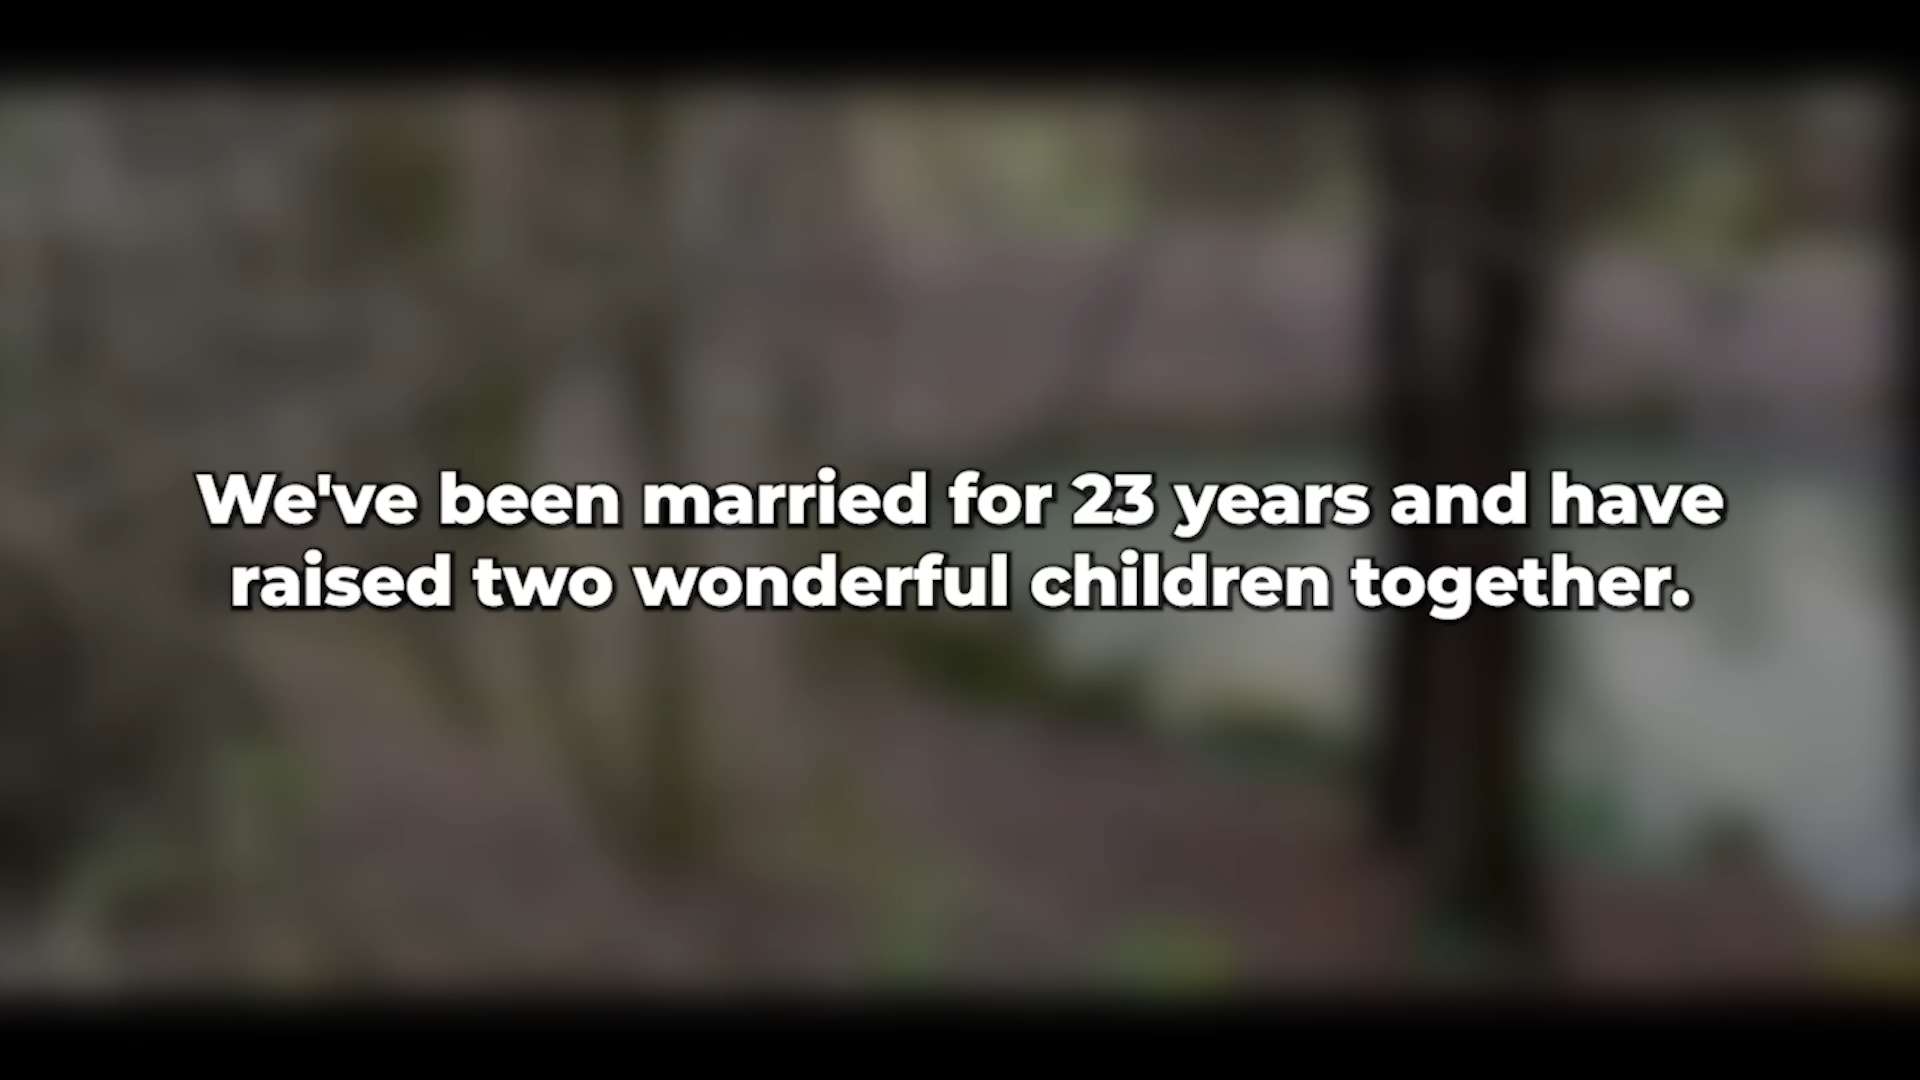 We've been married for 23 years and have
raised two wonderful children together.